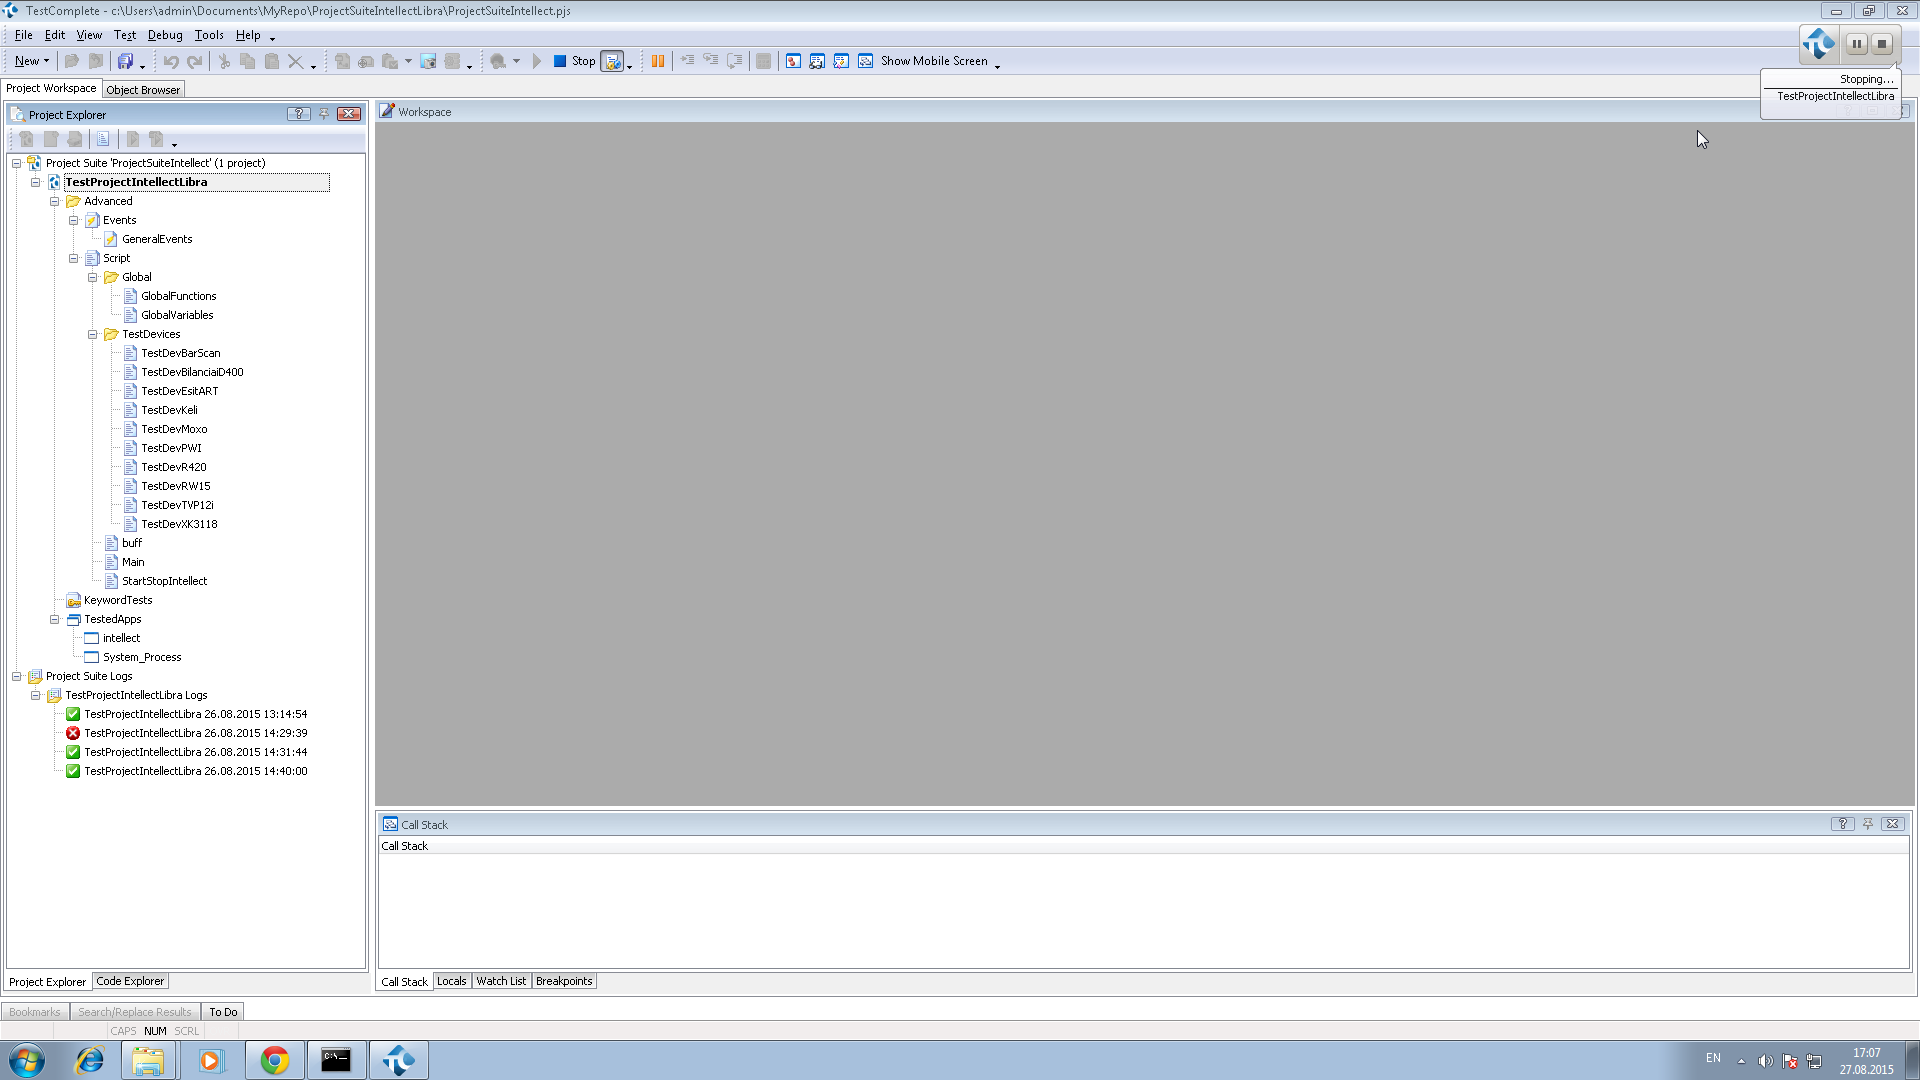 TestComplete - c:\Users\admin\Documents\MyRepo\ProjectSuiteIntellectLibra\ProjectSuiteIntellect.pjs
File Edit View Test Debug Tools Help
New Stop Show Mobile Screen
Stopping...
TestProjectIntellectLibra
Project Workspace Object Browser
Project Explorer
Workspace
Project Suite 'ProjectSuiteIntellect' (1 project)
TestProjectIntellectLibra
Advanced
Events
GeneralEvents
Script
Global
GlobalFunctions
GlobalVariables
TestDevices
TestDevBarScan
TestDevBilanciaiD400
TestDevEsitART
TestDevKeli
TestDevMoxo
TestDevPWI
TestDevR420
TestDevRW15
TestDevTVP12i
TestDevXK3118
buff
Main
StartStopIntellect
KeywordTests
TestedApps
intellect
System_Process
Project Suite Logs
TestProjectIntellectLibra Logs
TestProjectIntellectLibra 26.08.2015 13:14:54
TestProjectIntellectLibra 26.08.2015 14:29:39
TestProjectIntellectLibra 26.08.2015 14:31:44
TestProjectIntellectLibra 26.08.2015 14:40:00
Call Stack
Call Stack
Project Explorer Code Explorer
Call Stack Locals Watch List Breakpoints
Bookmarks Search/Replace Results To Do
CAPS NUM SCRL
C:\
EN
17:07
27.08.2015